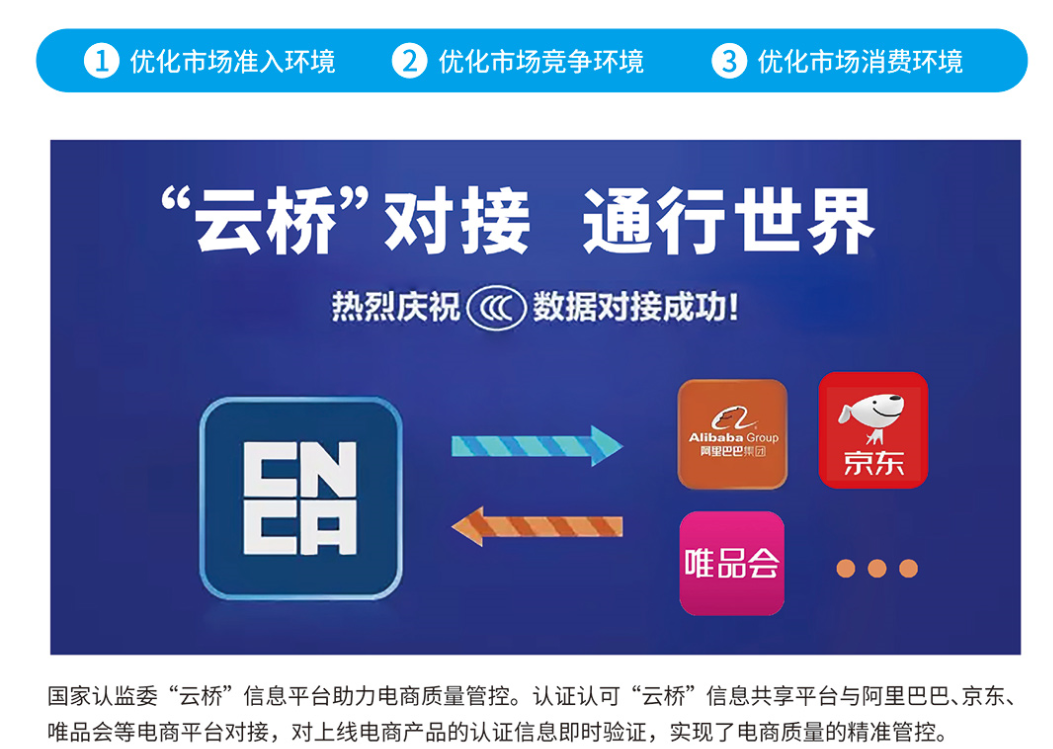 1 优化市场准入环境 2 优化市场竞争环境 3 优化市场消费环境
“云桥”对接 通行世界
热烈庆祝CCC数据对接成功！
CN
CA
Alibaba Group
阿里巴巴集团
京东
唯品会
国家认监委“云桥”信息平台助力电商质量管控。认证认可“云桥”信息共享平台与阿里巴巴、京东、
唯品会等电商平台对接，对上线电商产品的认证信息即时验证，实现了电商质量的精准管控。